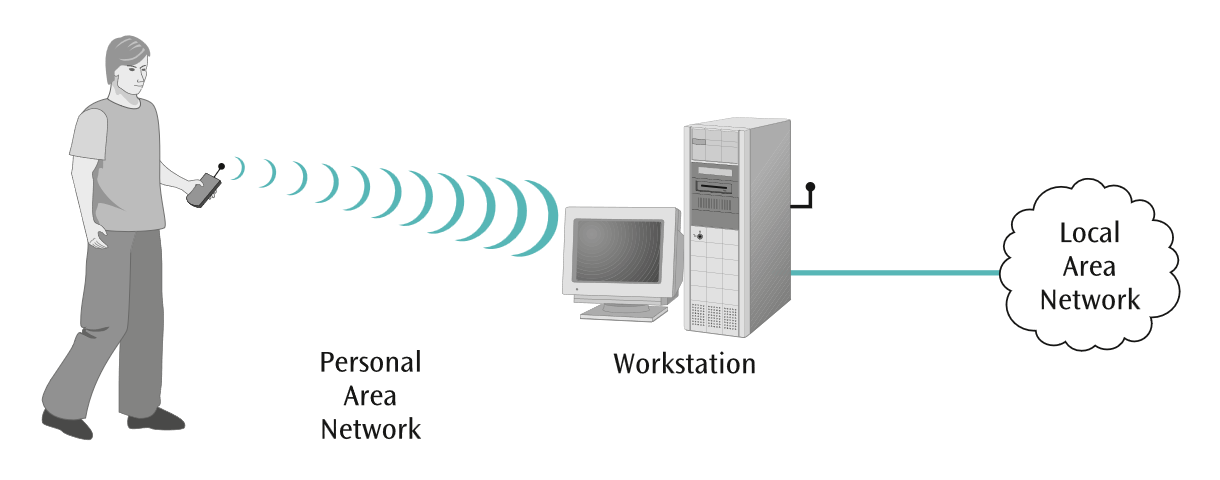 Personal
Area
Network
Workstation
Local
Area
Network